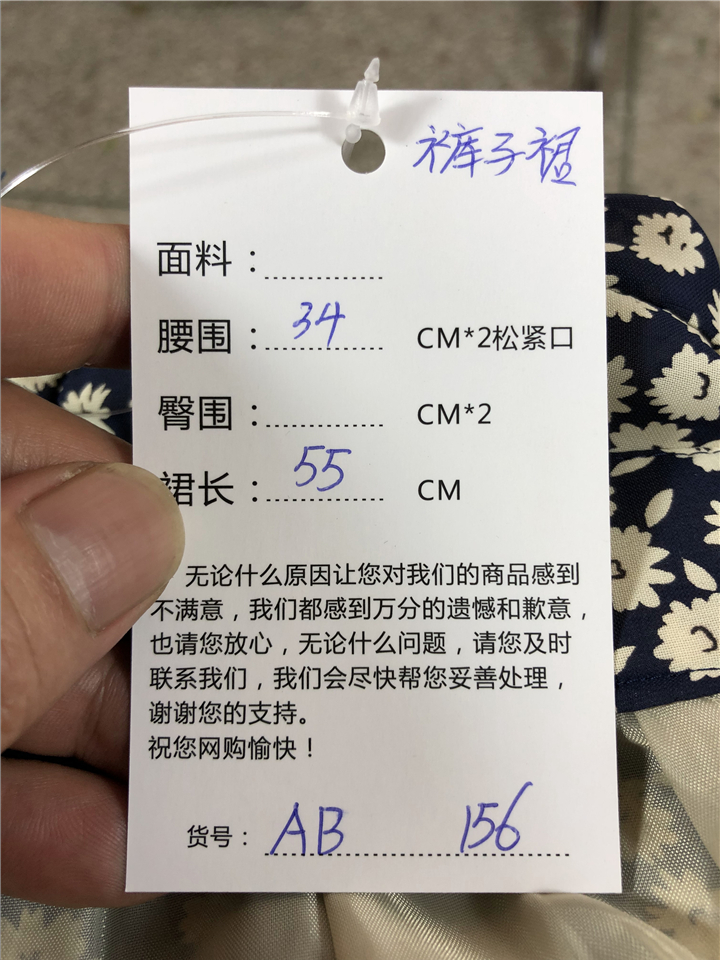 裤子裙
面料：
腰围：34 CM*2松紧口
臀围： CM*2
裙长：55 CM
无论什么原因让您对我们的商品感到
不满意，我们都感到万分的遗憾和歉意，
也请您放心，无论什么问题，请您及时
联系我们，我们会尽快帮您妥善处理，
谢谢您的支持。
祝您网购愉快！
货号：AB 156